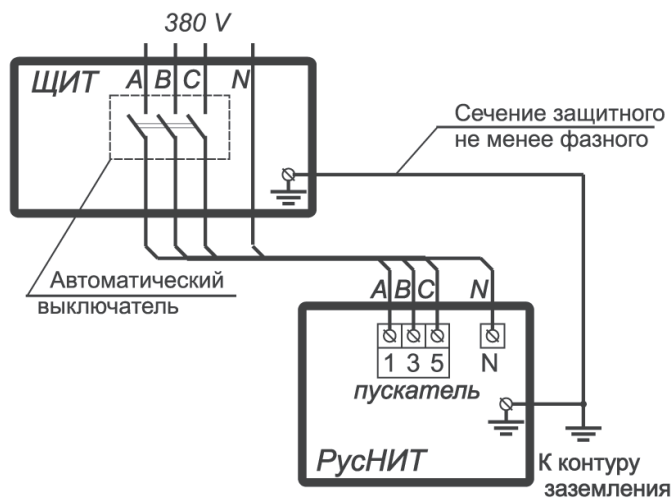 380 V
ЩИТ
A B C N
Сечение защитного
не менее фазного
Автоматический
выключатель
A B C N
1 3 5 N
пускатель
РусНИТ
К контуру
заземления